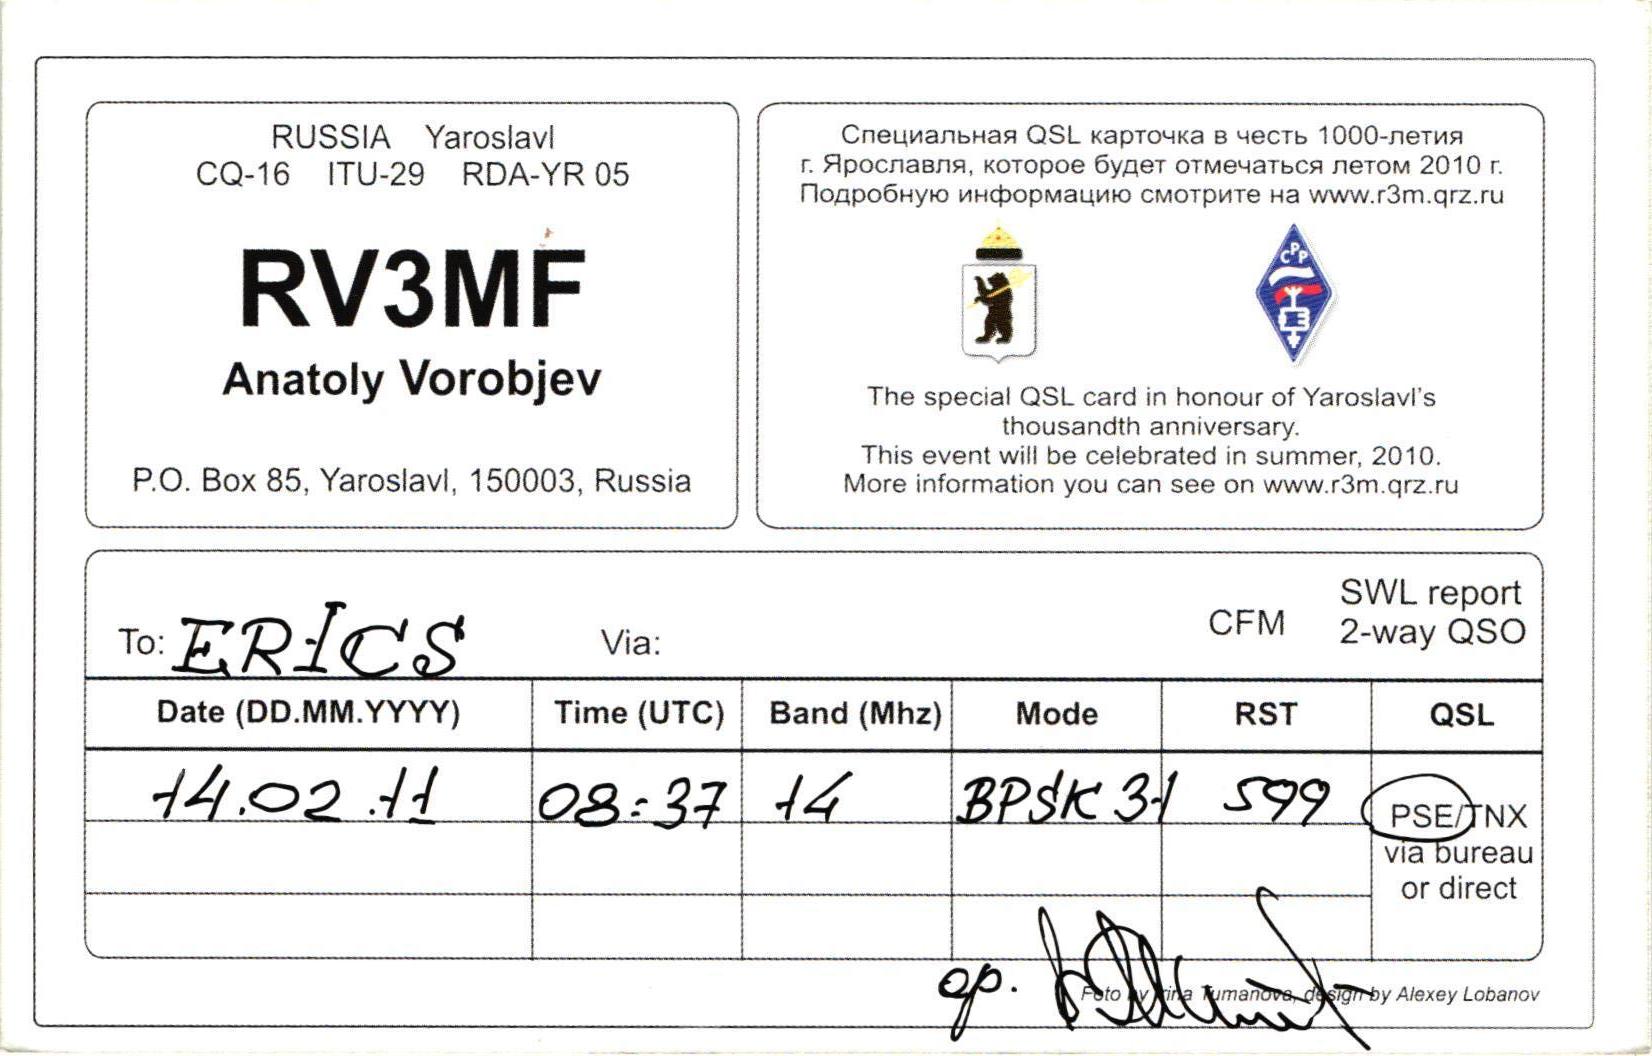 RUSSIA Yaroslavl
CQ-16 ITU-29 RDA-YR 05
RV3MF
Anatoly Vorobjev
P.O. Box 85, Yaroslavl, 150003, Russia
Специальная QSL карточка в честь 1000-летия
г. Ярославля, которое будет отмечаться летом 2010 г.
Подробную информацию смотрите на www.r3m.qrz.ru
СРР
The special QSL card in honour of Yaroslavl's
thousandth anniversary.
This event will be celebrated in summer, 2010.
More information you can see on www.r3m.qrz.ru
To: ERICS Via: CFM SWL report
2-way QSO
Date (DD.MM.YYYY) Time (UTC) Band (Mhz) Mode RST QSL
14.02.11 08:37 14 BPSK 31 599 PSE/TNX
via bureau
or direct
op.
Foto by Irina Tumanova, design by Alexey Lobanov